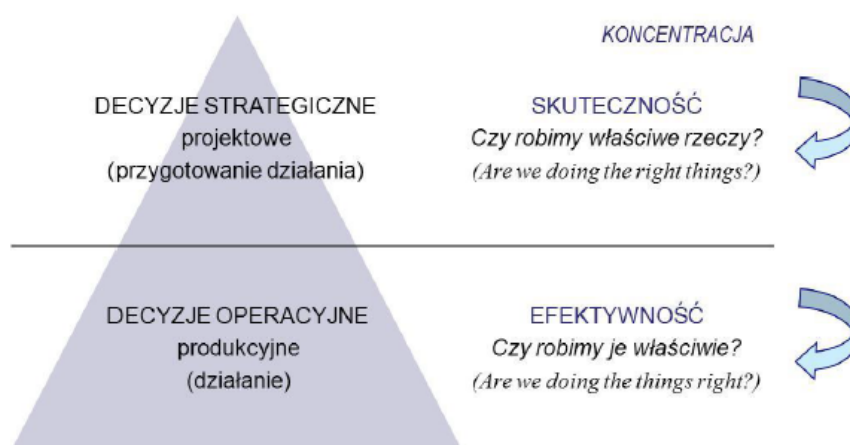 KONCENTRACJA
DECYZJE STRATEGICZNE
projektowe
(przygotowanie działania)
SKUTECZNOŚĆ
Czy robimy właściwe rzeczy?
(Are we doing the right things?)
DECYZJE OPERACYJNE
produkcyjne
(działanie)
EFEKTYWNOŚĆ
Czy robimy je właściwie?
(Are we doing the things right?)